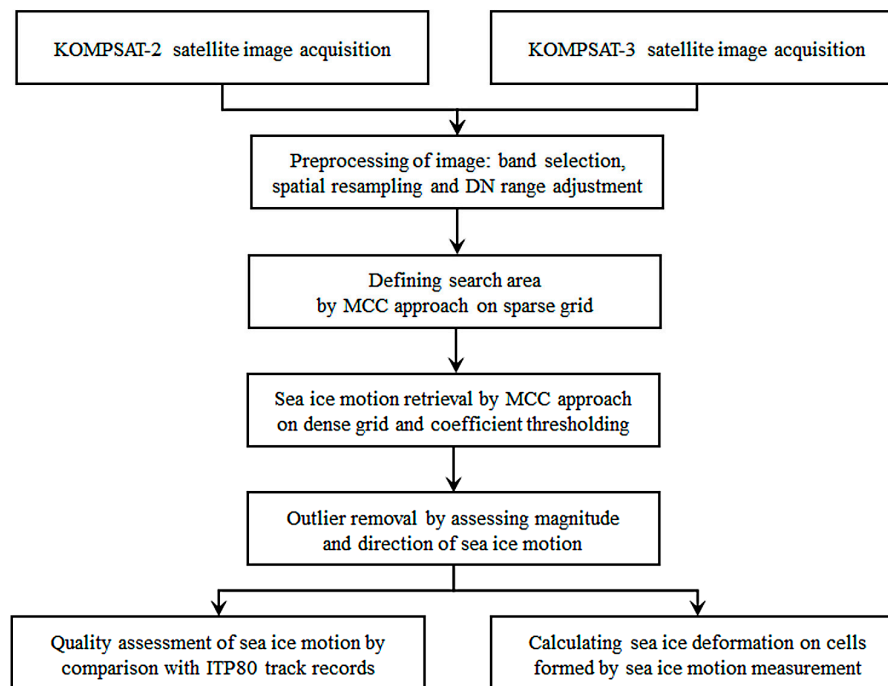 KOMPSAT-2 satellite image acquisition
KOMPSAT-3 satellite image acquisition
Preprocessing of image: band selection,
spatial resampling and DN range adjustment
Defining search area
by MCC approach on sparse grid
Sea ice motion retrieval by MCC approach
on dense grid and coefficient thresholding
Outlier removal by assessing magnitude
and direction of sea ice motion
Quality assessment of sea ice motion by
comparison with ITP80 track records
Calculating sea ice deformation on cells
formed by sea ice motion measurement